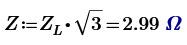 Z := Z_L • √3 = 2.99 Ω